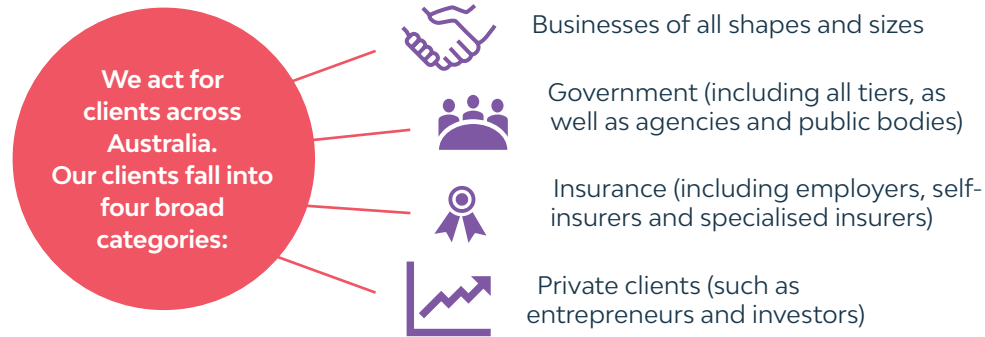 We act for
clients across
Australia.
Our clients fall into
four broad
categories:
Businesses of all shapes and sizes
Government (including all tiers, as
well as agencies and public bodies)
Insurance (including employers, self-
insurers and specialised insurers)
Private clients (such as
entrepreneurs and investors)